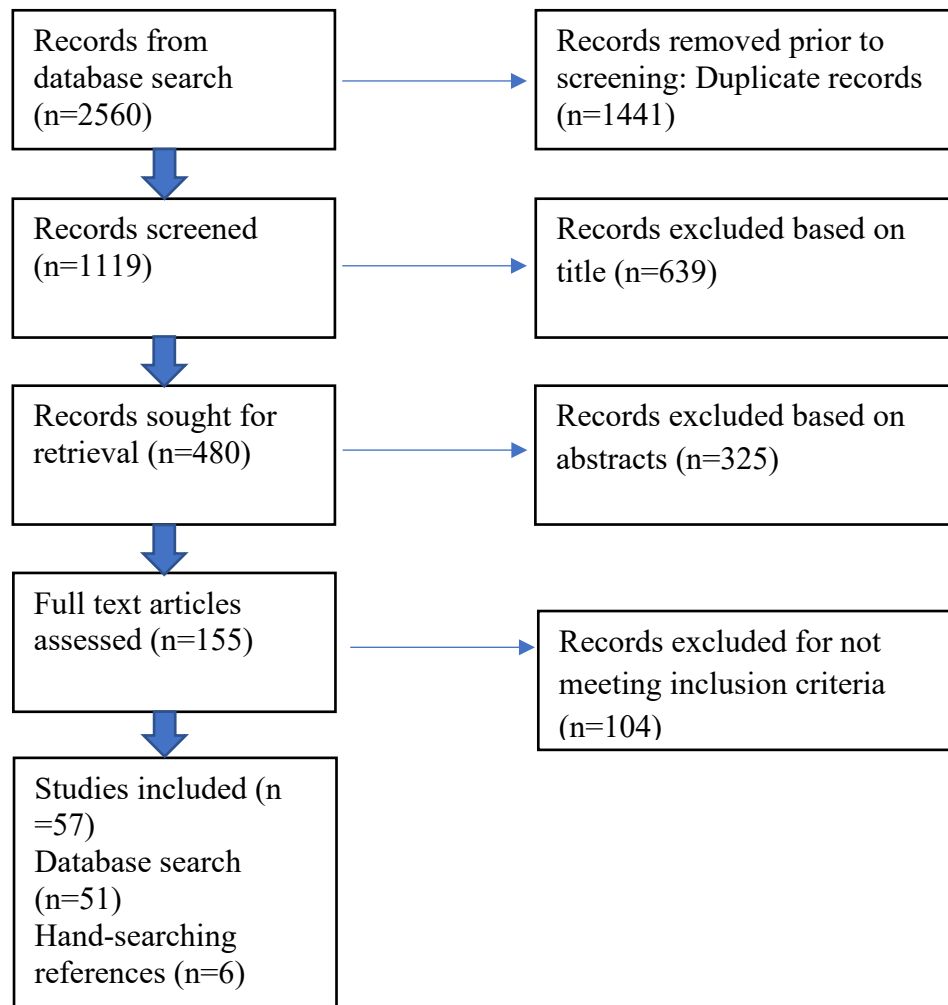 Records from
database search
(n=2560)
Records removed prior to
screening: Duplicate records
(n=1441)
Records screened
(n=1119)
Records excluded based on
title (n=639)
Records sought for
retrieval (n=480)
Records excluded based on
abstracts (n=325)
Full text articles
assessed (n=155)
Records excluded for not
meeting inclusion criteria
(n=104)
Studies included (n
=57)
Database search
(n=51)
Hand-searching
references (n=6)